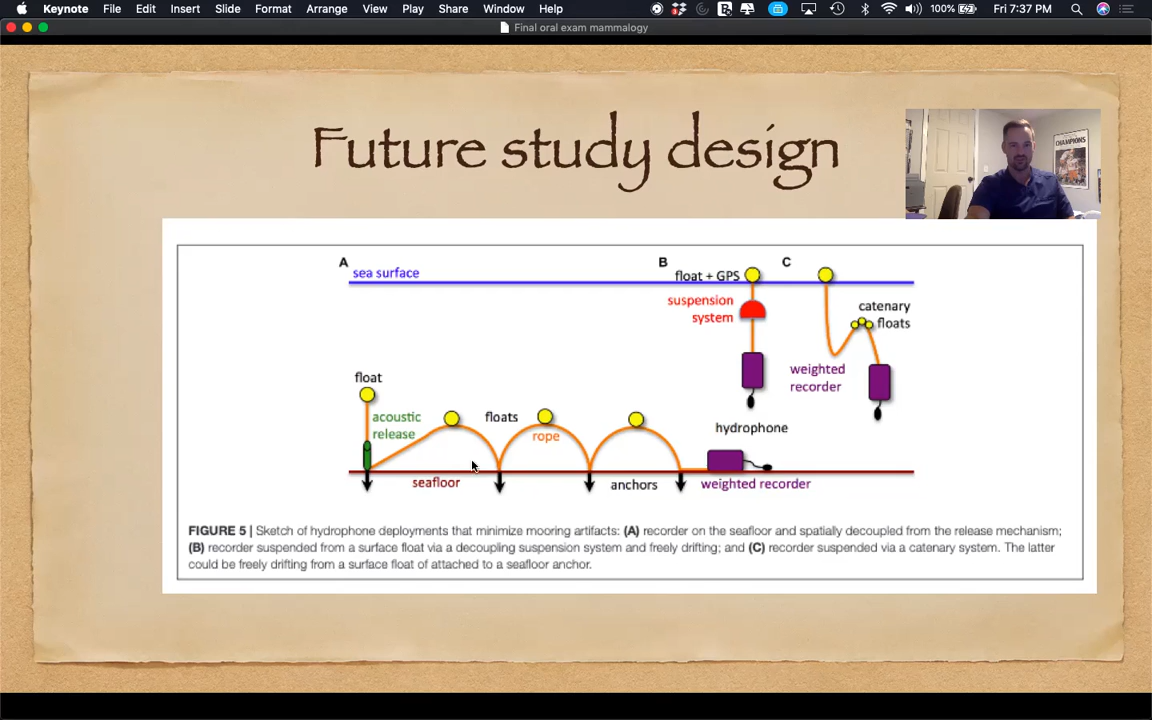 Keynote File Edit Insert Slide Format Arrange View Play Share Window Help 100% Fri 7:37 PM
Final oral exam mammalogy
Future study design
CHAMPIONS
A
sea surface
B
float + GPS
C
suspension
system
catenary
floats
weighted
recorder
float
acoustic
release
floats
rope
hydrophone
seafloor
anchors
weighted recorder
FIGURE 5 | Sketch of hydrophone deployments that minimize mooring artifacts: (A) recorder on the seafloor and spatially decoupled from the release mechanism;
(B) recorder suspended from a surface float via a decoupling suspension system and freely drifting; and (C) recorder suspended via a catenary system. The latter
could be freely drifting from a surface float of attached to a seafloor anchor.